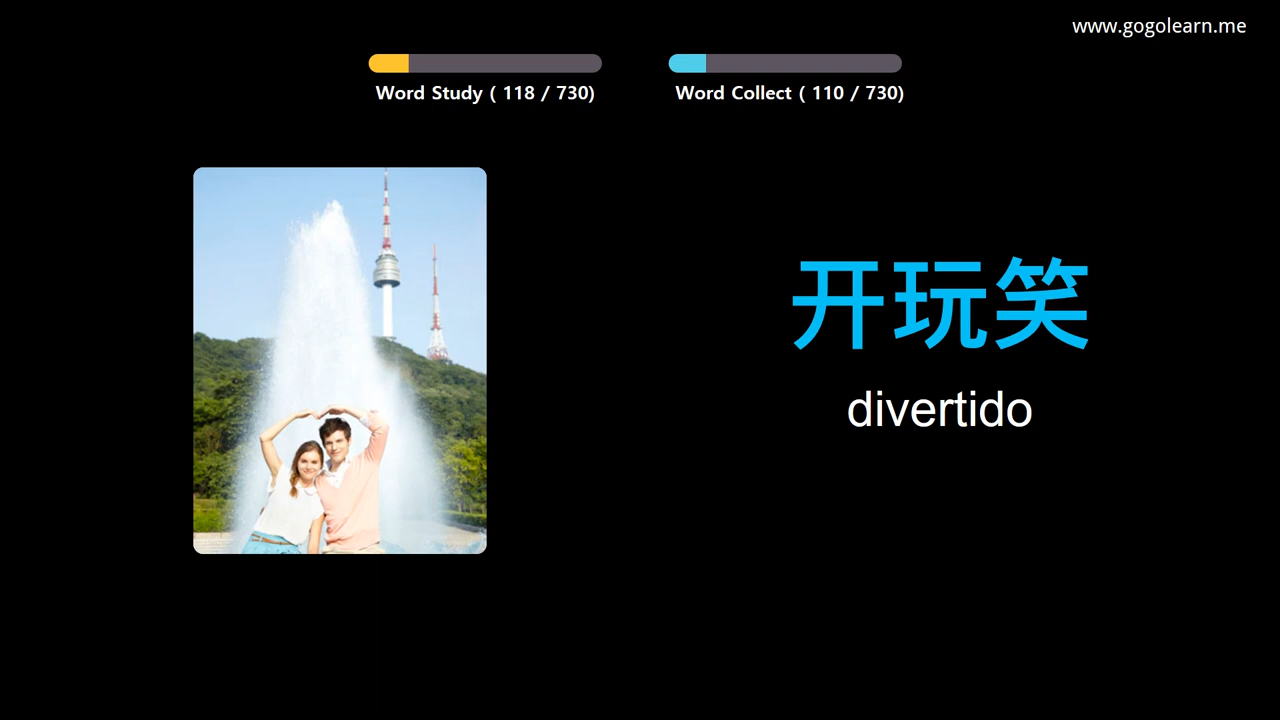 www.gogolearn.me
Word Study ( 118 / 730)
Word Collect ( 110 / 730)
开玩笑
divertido